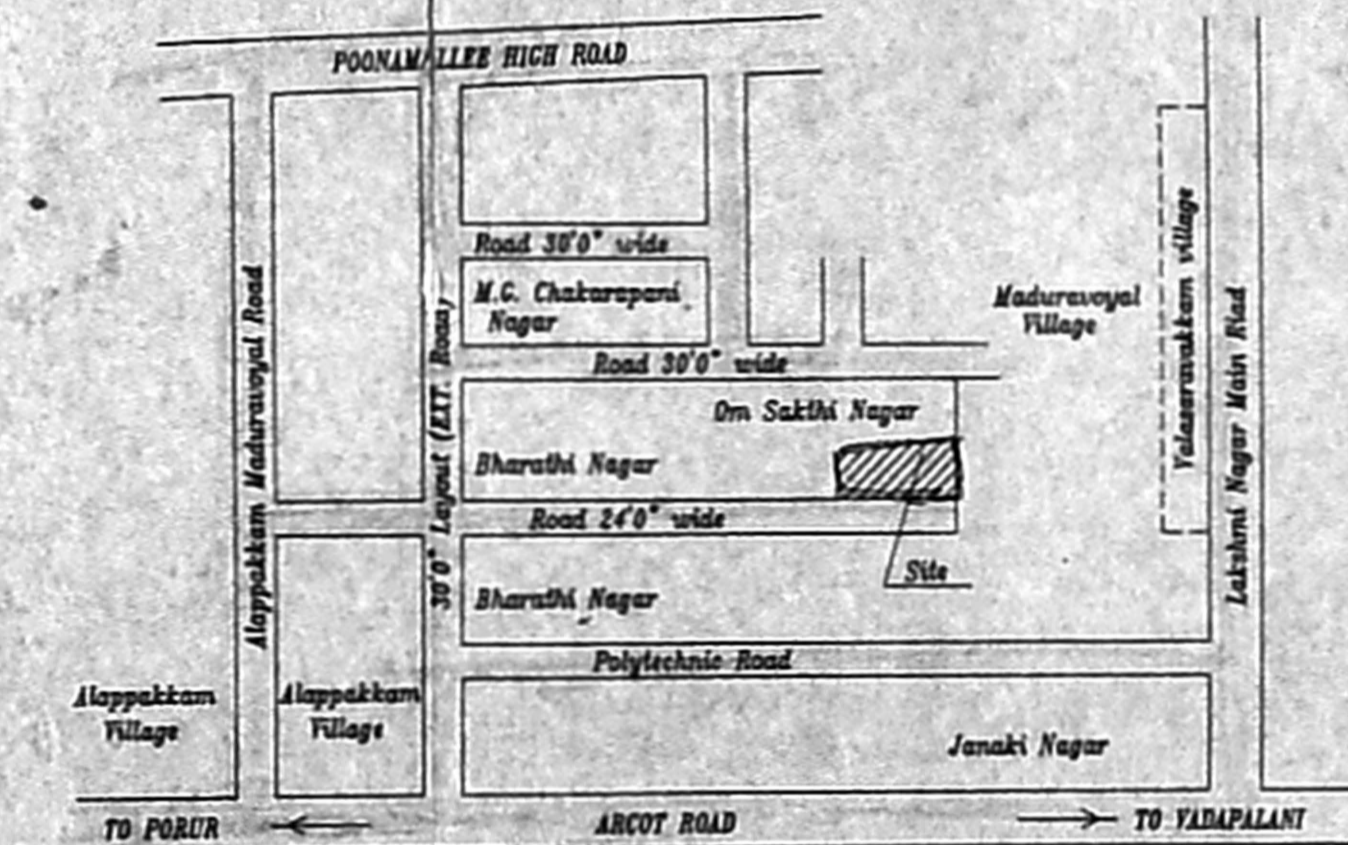 POONAMALLEE HIGH ROAD
Road 30'0" wide
M.G. Chakarapani
Nagar
Maduravoyal
Village
Valasaravakkam village
Road 30'0" wide
Om Sakthi Nagar
Bharathi Nagar
Road 24'0" wide
Site
Bharathi Nagar
Alappakkam Maduravoyal Road
30'0" Layout (EXT. Road)
Lakshmi Nagar Main Riad
Polytechnic Road
Alappakkam
Village
Alappakkam
Village
Janaki Nagar
TO PORUR
ARCOT ROAD
TO VADAPALANI